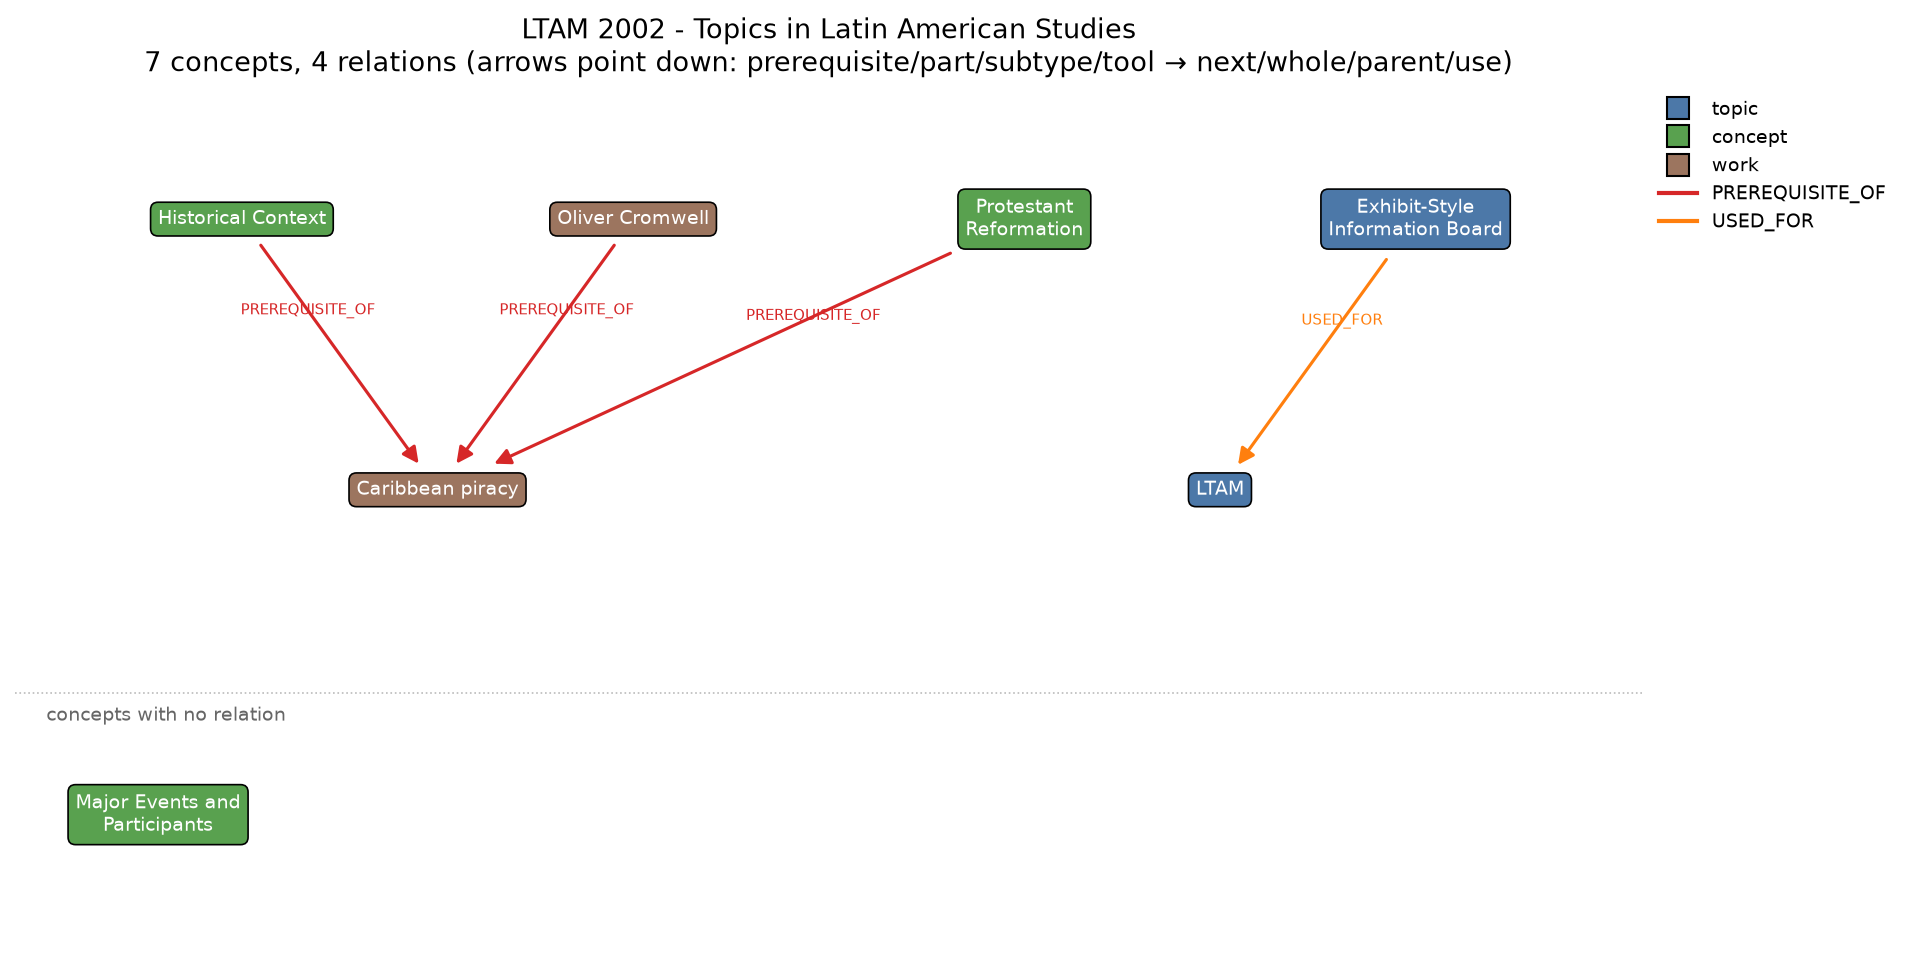 LTAM 2002 - Topics in Latin American Studies
7 concepts, 4 relations (arrows point down: prerequisite/part/subtype/tool → next/whole/parent/use)
topic
concept
work
PREREQUISITE_OF
USED_FOR
Historical Context
Oliver Cromwell
Protestant
Reformation
Exhibit-Style
Information Board
PREREQUISITE_OF
PREREQUISITE_OF
PREREQUISITE_OF
USED_FOR
Caribbean piracy
LTAM
concepts with no relation
Major Events and
Participants